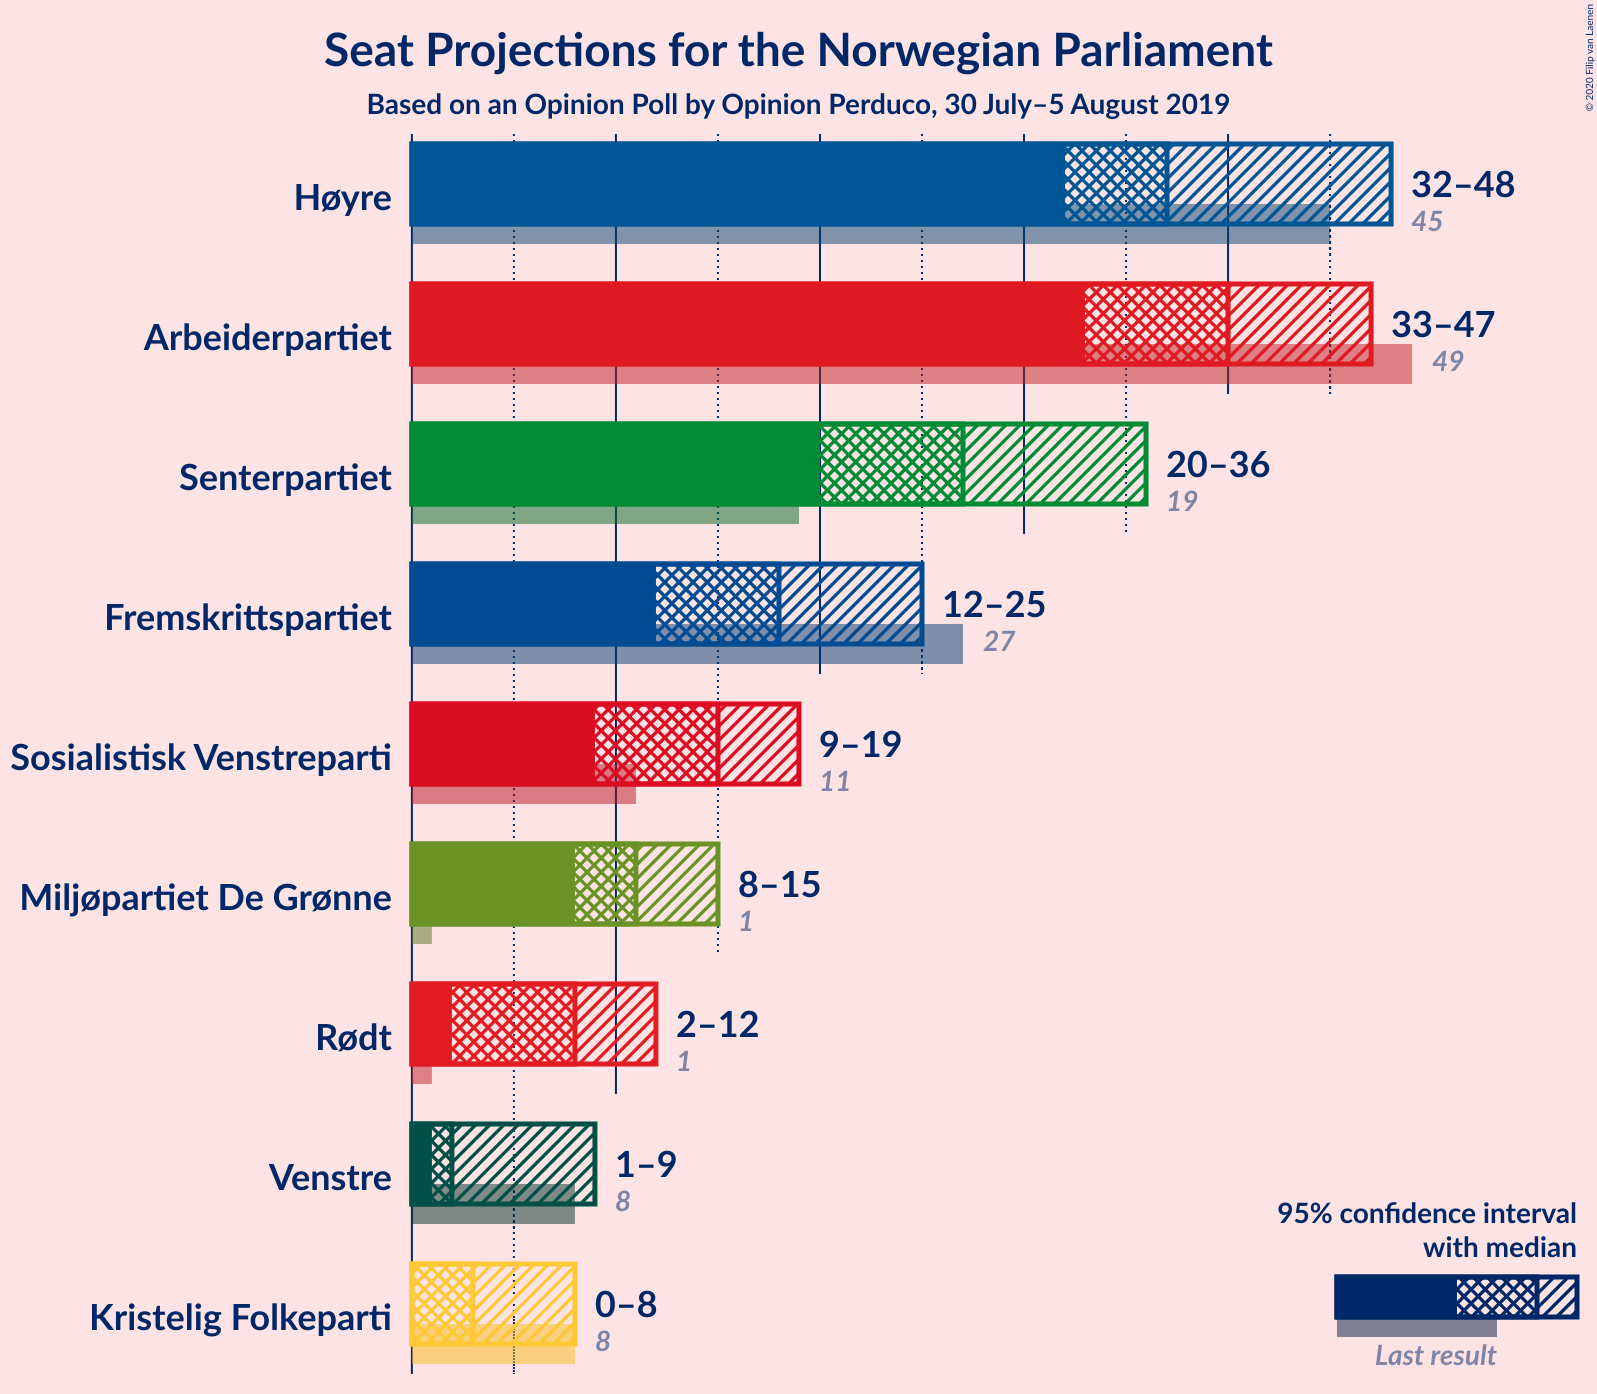 Seat Projections for the Norwegian Parliament
Based on an Opinion Poll by Opinion Perduco, 30 July–5 August 2019
© 2020 Filip van Laenen
Høyre
32–48
45
Arbeiderpartiet
33–47
49
Senterpartiet
20–36
19
Fremskrittspartiet
12–25
27
Sosialistisk Venstreparti
9–19
11
Miljøpartiet De Grønne
8–15
1
Rødt
2–12
1
Venstre
1–9
8
Kristelig Folkeparti
0–8
8
95% confidence interval
with median
Last result